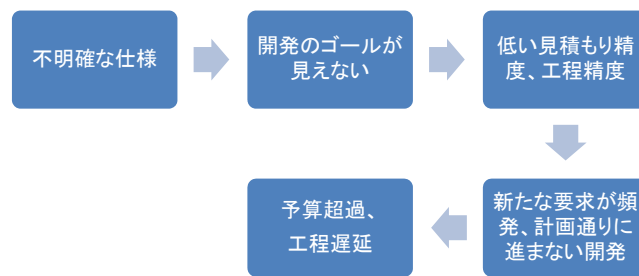 不明確な仕様
開発のゴールが
見えない
低い見積もり精
度、工程精度
新たな要求が頻
発、計画通りに
進まない開発
予算超過、
工程遅延